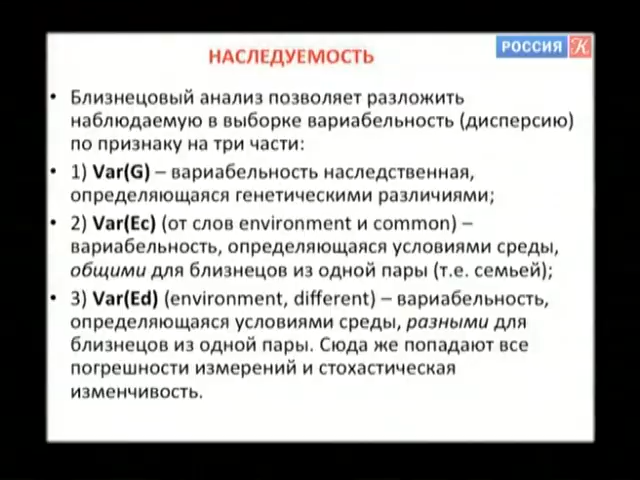 РОССИЯ К
НАСЛЕДУЕМОСТЬ
• Близнецовый анализ позволяет разложить
наблюдаемую в выборке вариабельность (дисперсию)
по признаку на три части:
• 1) Var(G) – вариабельность наследственная,
определяющаяся генетическими различиями;
• 2) Var(Ec) (от слов environment и common) –
вариабельность, определяющаяся условиями среды,
общими для близнецов из одной пары (т.е. семьей);
• 3) Var(Ed) (environment, different) – вариабельность,
определяющаяся условиями среды, разными для
близнецов из одной пары. Сюда же попадают все
погрешности измерений и стохастическая
изменчивость.